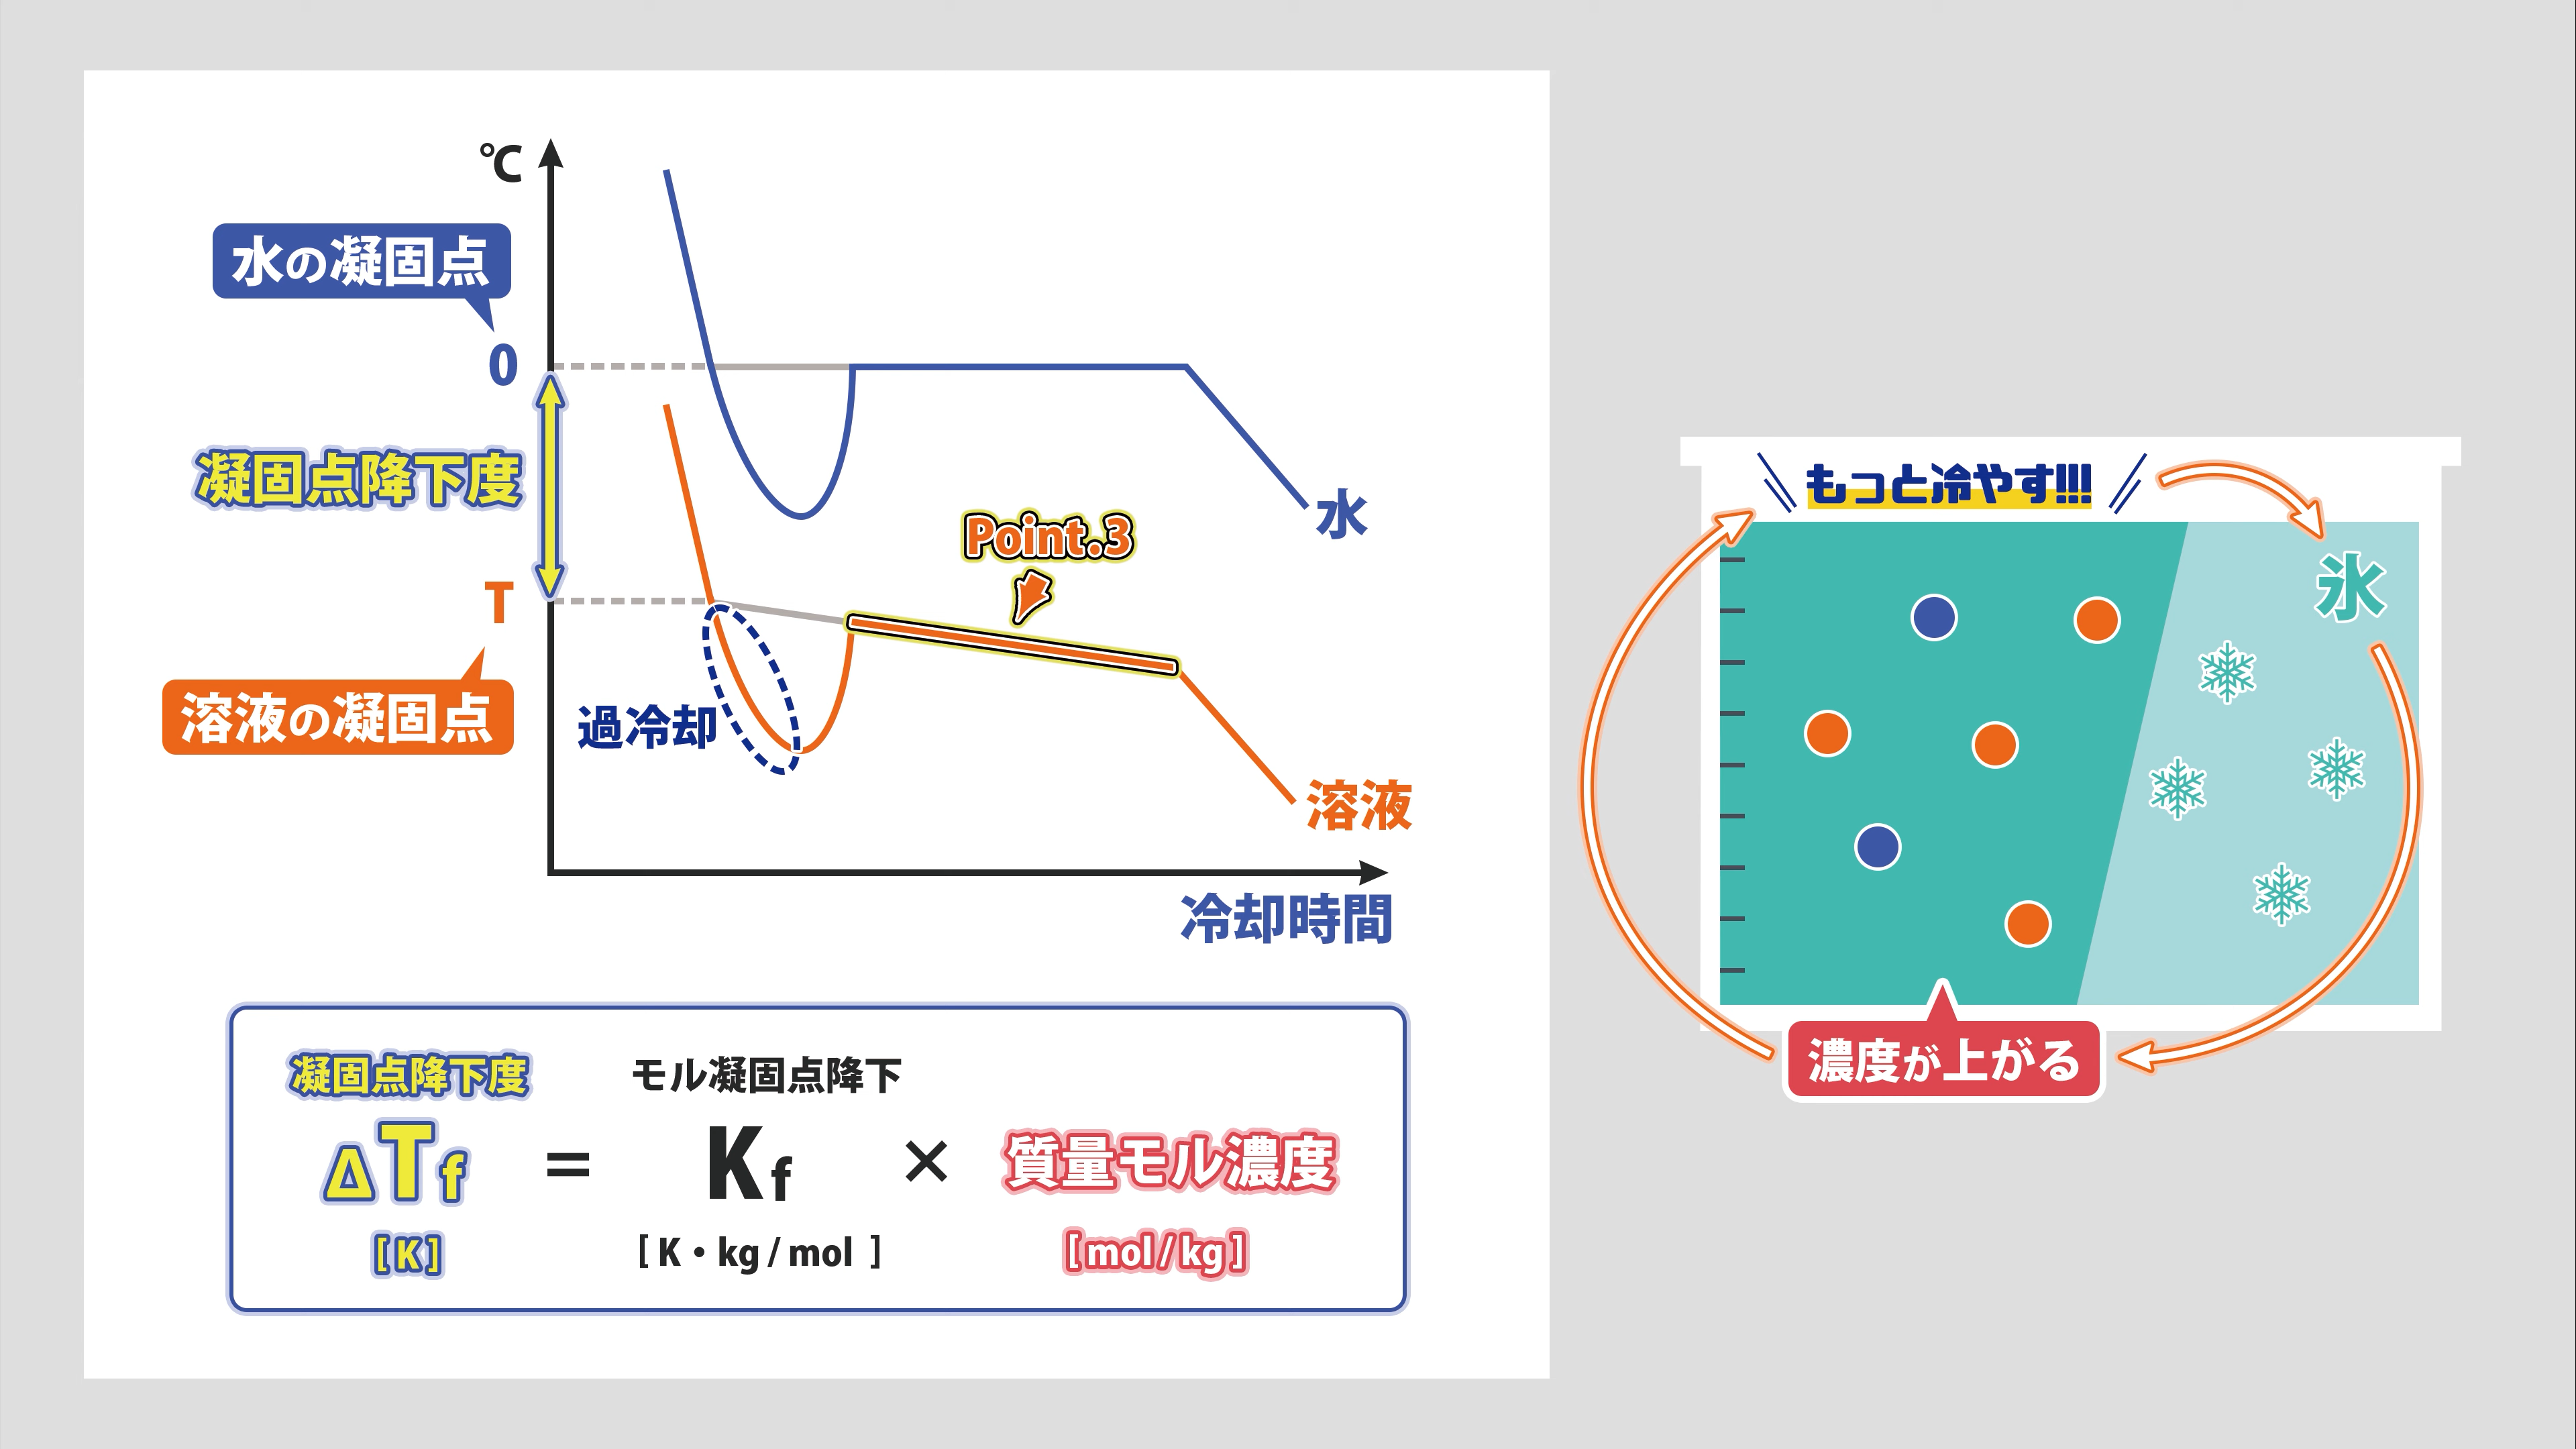 ℃
水の凝固点
0
凝固点降下度
T
溶液の凝固点
過冷却
Point.3
水
溶液
冷却時間
凝固点降下度
ΔTf
[K]
=
モル凝固点降下
Kf
[K・kg/mol]
×
質量モル濃度
[mol/kg]
もっと冷やす!!!
氷
濃度が上がる